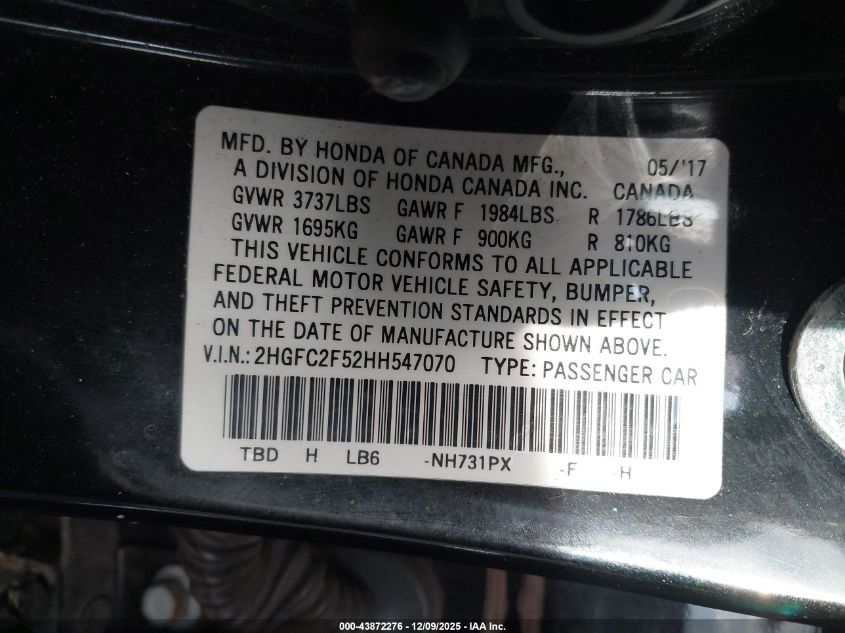 MFD. BY HONDA OF CANADA MFG., 05/'17
A DIVISION OF HONDA CANADA INC. CANADA
GVWR 3737LBS GAWR F 1984LBS R 1786LBS
GVWR 1695KG GAWR F 900KG R 810KG
THIS VEHICLE CONFORMS TO ALL APPLICABLE
FEDERAL MOTOR VEHICLE SAFETY, BUMPER,
AND THEFT PREVENTION STANDARDS IN EFFECT
ON THE DATE OF MANUFACTURE SHOWN ABOVE.
V.I.N.: 2HGFC2F52HH547070 TYPE: PASSENGER CAR
TBD H LB6 -NH731PX -F -H
000-43872276 - 12/09/2025 - IAA Inc.